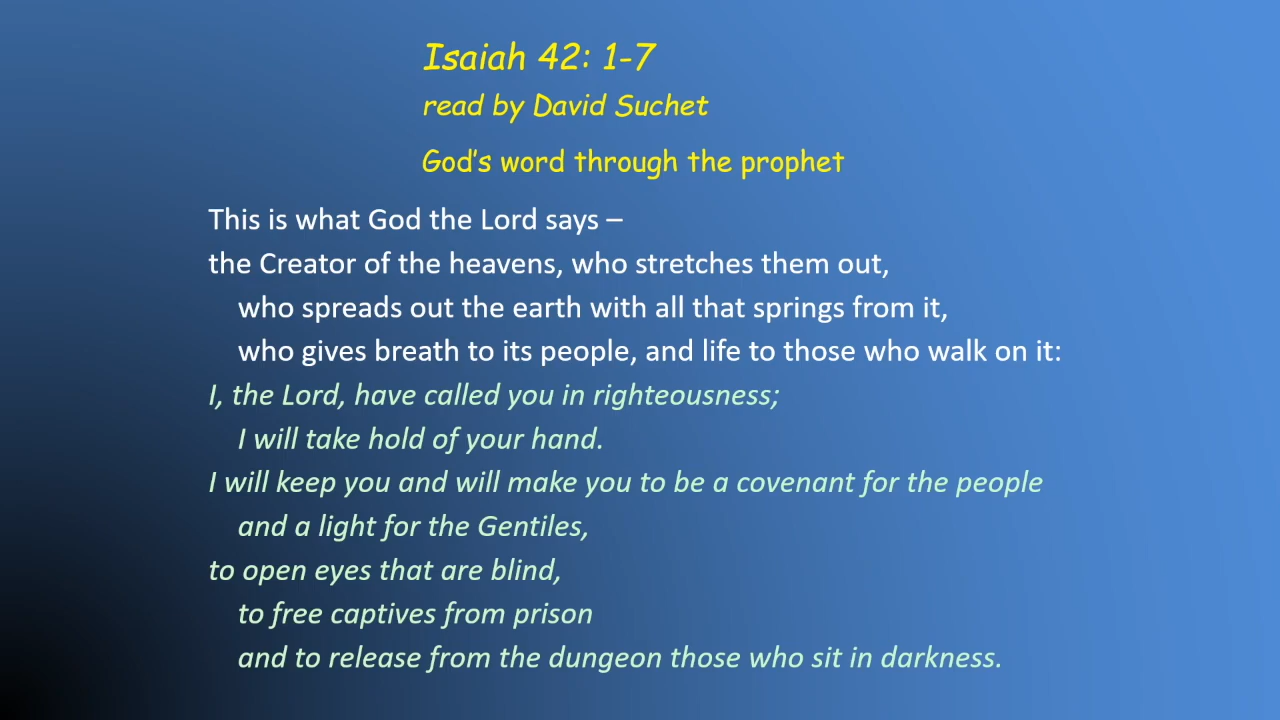 Isaiah 42: 1-7
read by David Suchet
God’s word through the prophet
This is what God the Lord says –
the Creator of the heavens, who stretches them out,
who spreads out the earth with all that springs from it,
who gives breath to its people, and life to those who walk on it:
I, the Lord, have called you in righteousness;
I will take hold of your hand.
I will keep you and will make you to be a covenant for the people
and a light for the Gentiles,
to open eyes that are blind,
to free captives from prison
and to release from the dungeon those who sit in darkness.